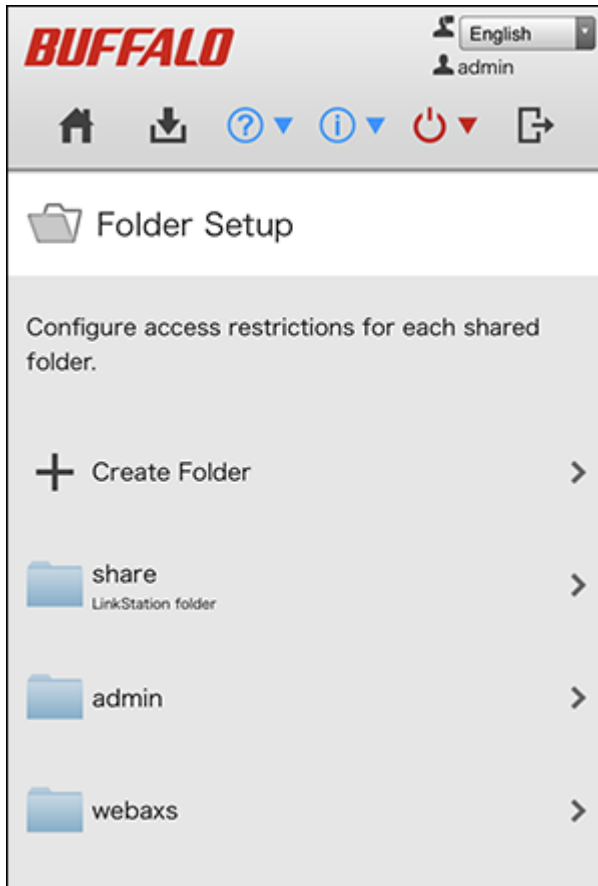 BUFFALO
English
admin
Folder Setup
Configure access restrictions for each shared
folder.
Create Folder
share
LinkStation folder
admin
webaxs